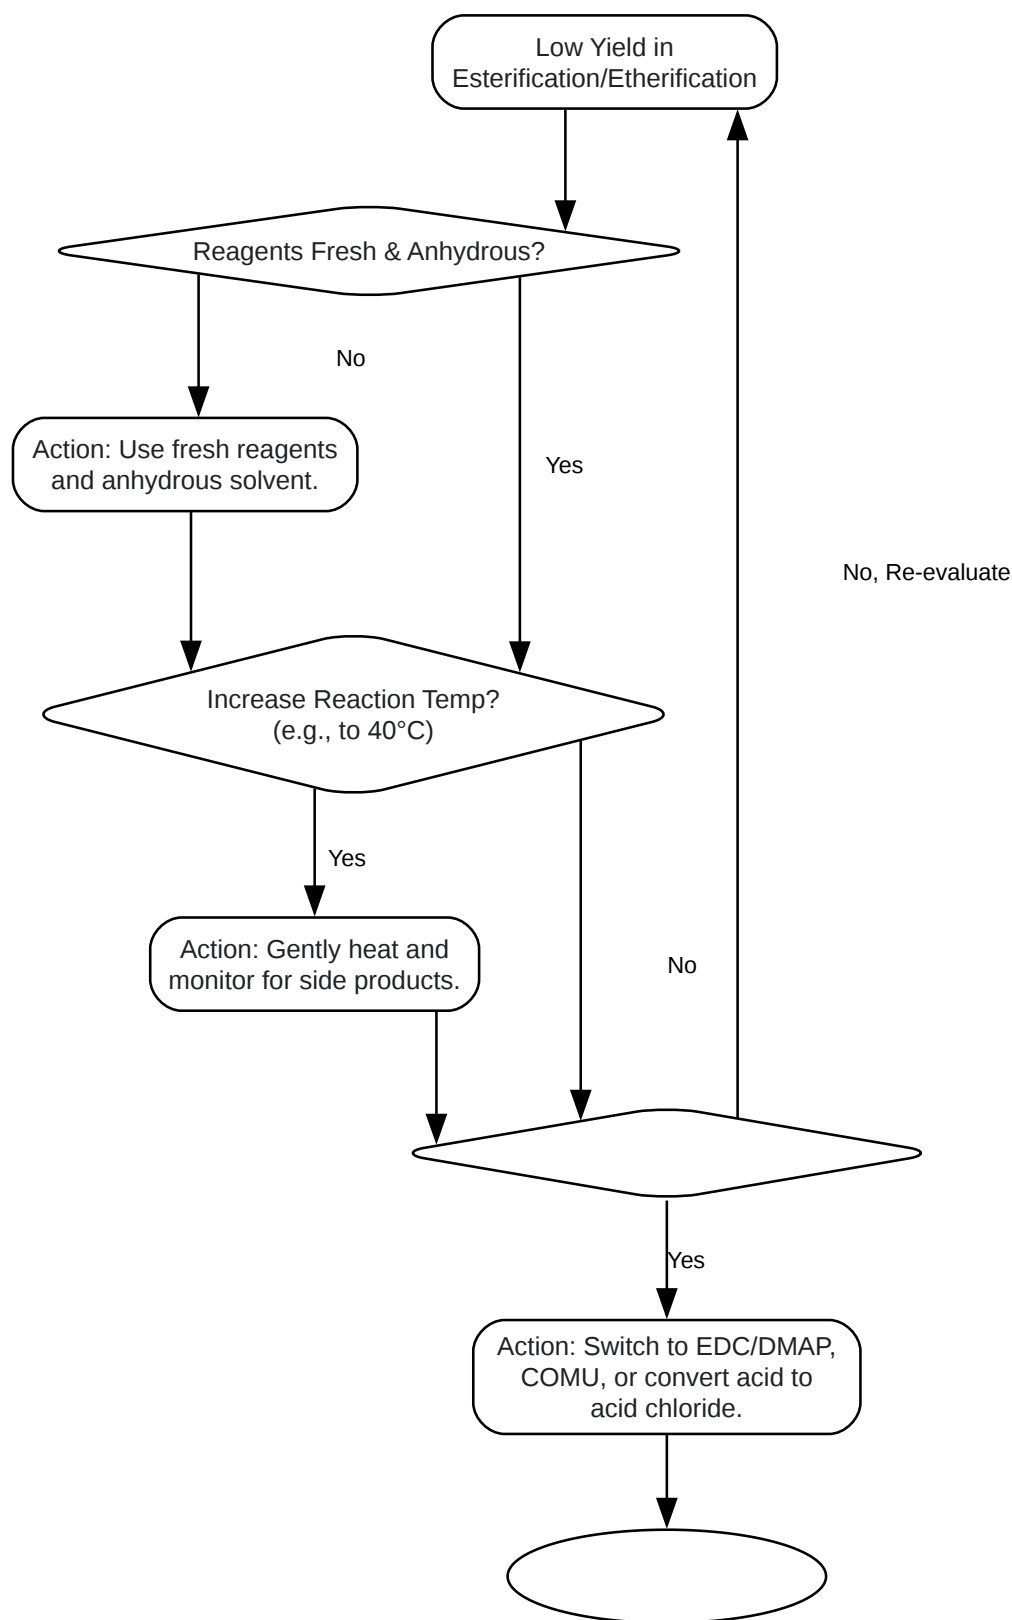 Low Yield in
Esterification/Etherification
Reagents Fresh & Anhydrous?
No
Action: Use fresh reagents
and anhydrous solvent.
Yes
No, Re-evaluate
Increase Reaction Temp?
(e.g., to 40°C)
Yes
Action: Gently heat and
monitor for side products.
No
Yes
Action: Switch to EDC/DMAP,
COMU, or convert acid to
acid chloride.